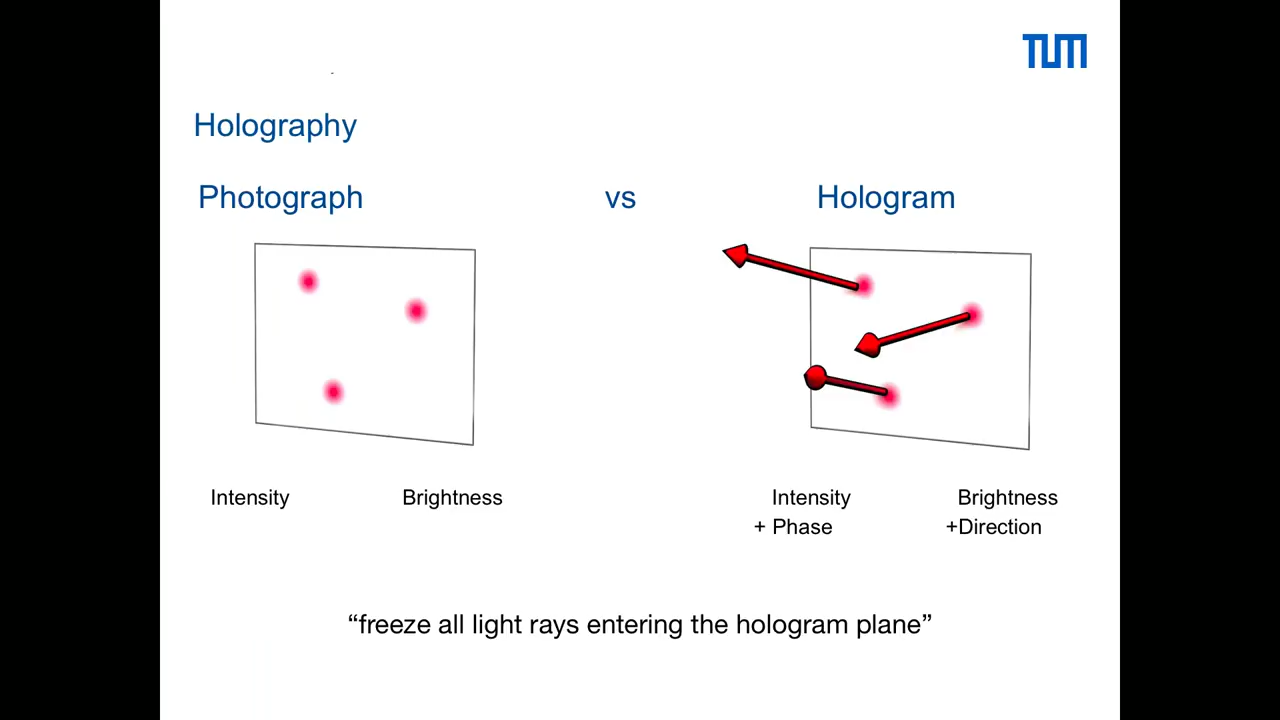 TUM
Holography
Photograph vs Hologram
Intensity Brightness Intensity Brightness
+ Phase +Direction
“freeze all light rays entering the hologram plane”